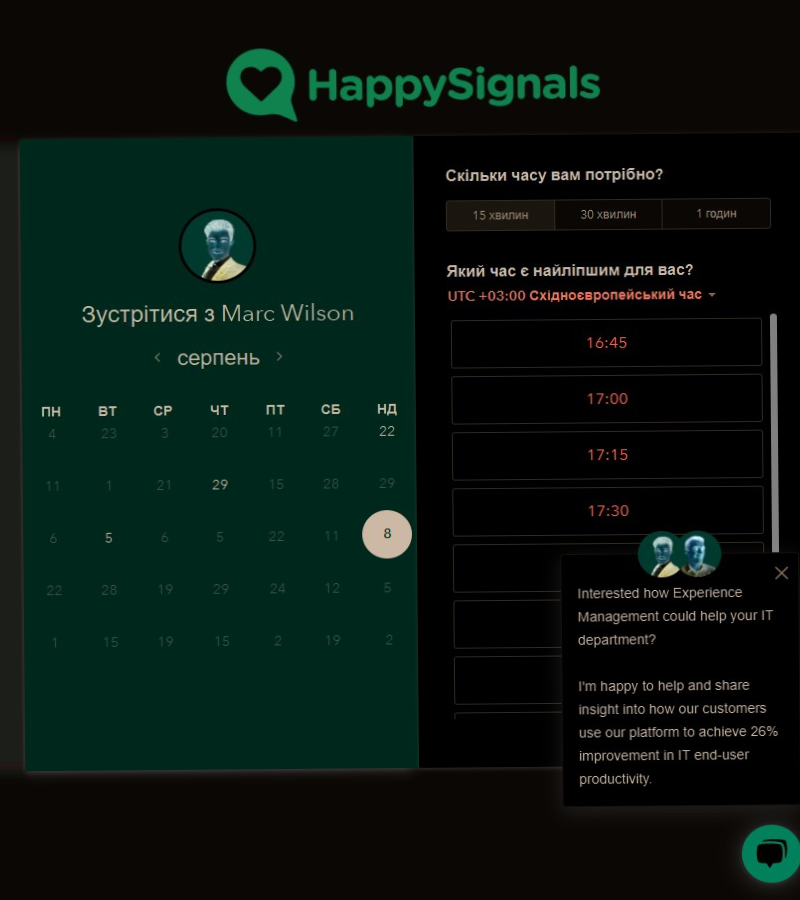 HappySignals
Зустрітися з Marc Wilson
серпень
ПН ВТ СР ЧТ ПТ СБ НД
4 23 3 20 11 27 22
11 1 21 29 15 28 29
6 5 6 5 22 11 8
22 28 19 29 24 12 5
1 15 19 15 2 19 2
Скільки часу вам потрібно?
15 хвилин 30 хвилин 1 годин
Який час є найліпшим для вас?
UTC +03:00 Східноєвропейський час
16:45
17:00
17:15
17:30
Interested how Experience
Management could help your IT
department?
I'm happy to help and share
insight into how our customers
use our platform to achieve 26%
improvement in IT end-user
productivity.